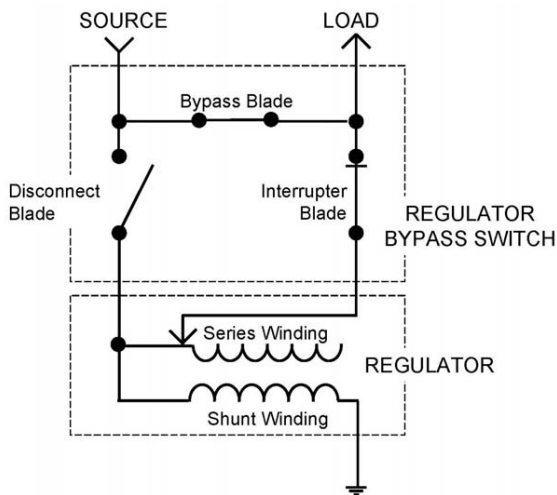 SOURCE
LOAD
Bypass Blade
Disconnect
Blade
Interrupter
Blade
REGULATOR
BYPASS SWITCH
Series Winding
REGULATOR
Shunt Winding